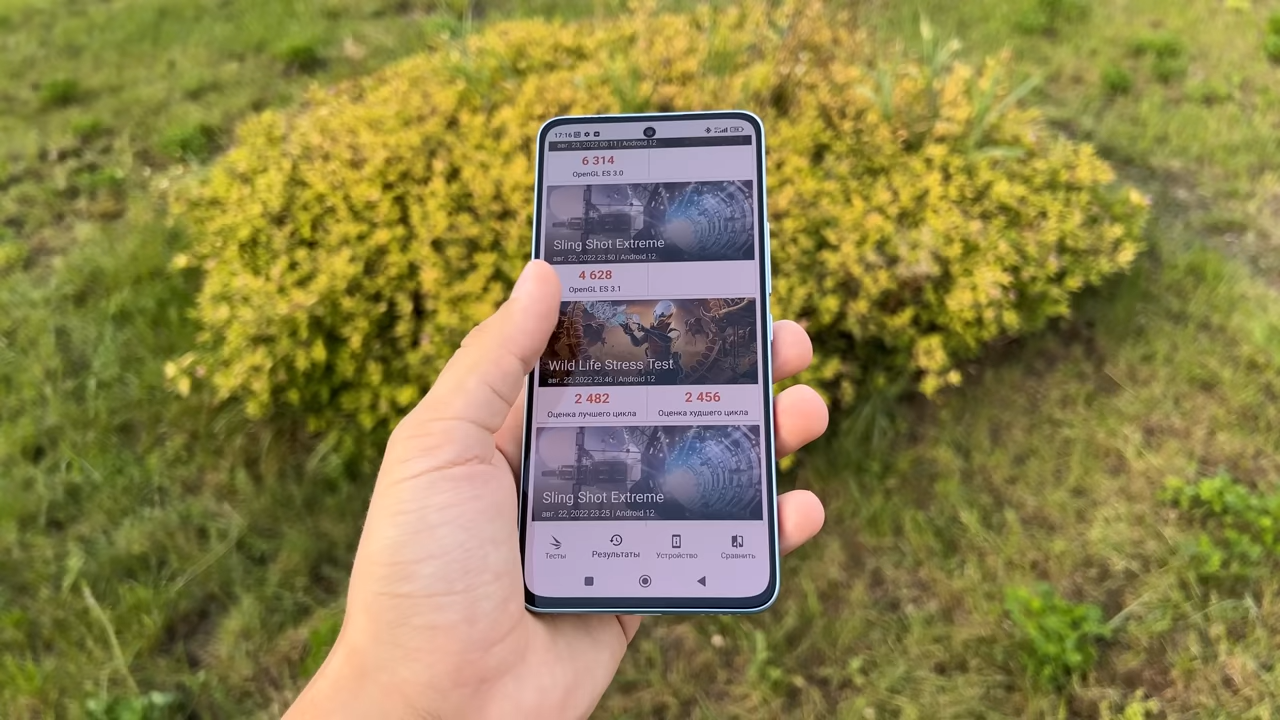 17:16
авг. 23, 2022 00:11 | Android 12
6 314
OpenGL ES 3.0
Sling Shot Extreme
авг. 22, 2022 23:50 | Android 12
4 628
OpenGL ES 3.1
Wild Life Stress Test
авг. 22, 2022 23:46 | Android 12
2 482 2 456
Оценка лучшего цикла Оценка худшего цикла
Sling Shot Extreme
авг. 22, 2022 23:25 | Android 12
Тесты Результаты Устройство Сравнить